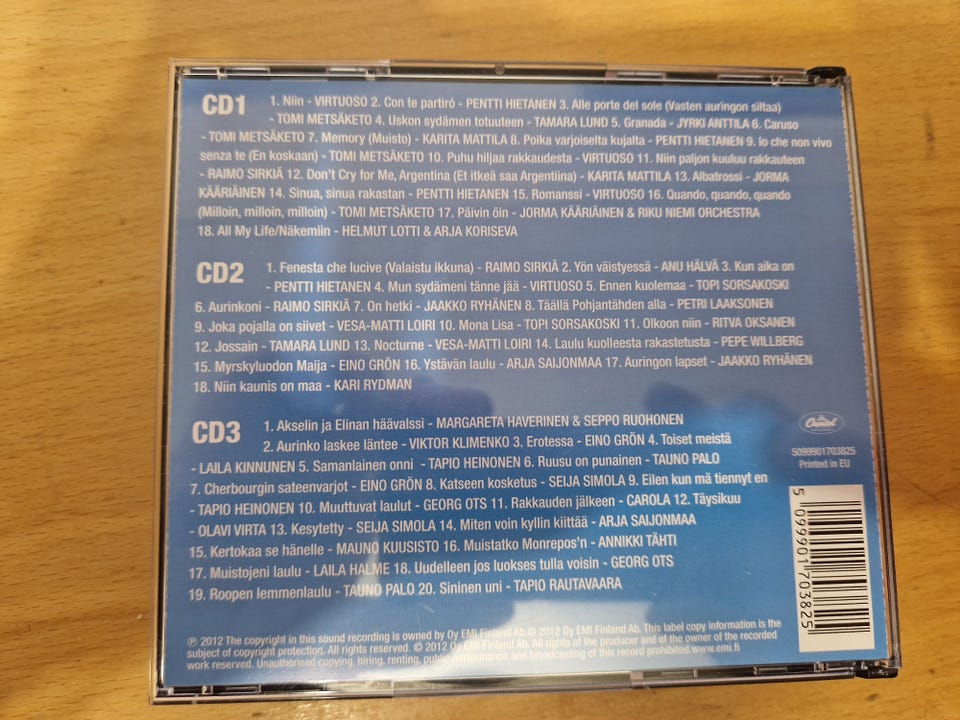 CD1 1. Niin - VIRTUOSO 2. Con te partiró - PENTTI HIETANEN 3. Alle porte del sole (Vasten auringon siltaa)
- TOMI METSÄKETO 4. Uskon sydämen totuuteen - TAMARA LUND 5. Granada - JYRKI ANTTILA 6. Caruso
- TOMI METSÄKETO 7. Memory (Muisto) - KARITA MATTILA 8. Poika varjoiselta kujalta - PENTTI HIETANEN 9. Io che non vivo
senza te (En koskaan) - TOMI METSÄKETO 10. Puhu hiljaa rakkaudesta - VIRTUOSO 11. Niin paljon kuuluu rakkauteen
- RAIMO SIRKIÄ 12. Don't Cry for Me, Argentina (Et itkeä saa Argentiina) - KARITA MATTILA 13. Albatrossi - JORMA
KÄÄRIÄINEN 14. Sinua, sinua rakastan - PENTTI HIETANEN 15. Romanssi - VIRTUOSO 16. Quando, quando, quando
(Milloin, milloin, milloin) - TOMI METSÄKETO 17. Päivin öin - JORMA KÄÄRIÄINEN & RIKU NIEMI ORCHESTRA
18. All My Life/Näkemiin - HELMUT LOTTI & ARJA KORISEVA
CD2 1. Fenesta che lucive (Valaistu ikkuna) - RAIMO SIRKIÄ 2. Yön väistyessä - ANU HÄLVÄ 3. Kun aika on
- PENTTI HIETANEN 4. Mun sydämeni tänne jää - VIRTUOSO 5. Ennen kuolemaa - TOPI SORSAKOSKI
6. Aurinkoni - RAIMO SIRKIÄ 7. On hetki - JAAKKO RYHÄNEN 8. Täällä Pohjantähden alla - PETRI LAAKSONEN
9. Joka pojalla on siivet - VESA-MATTI LOIRI 10. Mona Lisa - TOPI SORSAKOSKI 11. Olkoon niin - RITVA OKSANEN
12. Jossain - TAMARA LUND 13. Nocturne - VESA-MATTI LOIRI 14. Laulu kuolleesta rakastetusta - PEPE WILLBERG
15. Myrskyluodon Maija - EINO GRÖN 16. Ystävän laulu - ARJA SAIJONMAA 17. Auringon lapset - JAAKKO RYHÄNEN
18. Niin kaunis on maa - KARI RYDMAN
CD3 1. Akselin ja Elinan häävalssi - MARGARETA HAVERINEN & SEPPO RUOHONEN
2. Aurinko laskee länteen - VIKTOR KLIMENKO 3. Erotessa - EINO GRÖN 4. Toiset meistä
- LAILA KINNUNEN 5. Samanlainen onni - TAPIO HEINONEN 6. Ruusu on punainen - TAUNO PALO
7. Cherbourgin sateenvarjot - EINO GRÖN 8. Katseen kosketus - SEIJA SIMOLA 9. Eilen kun mä tiennyt en
- TAPIO HEINONEN 10. Muuttuvat laulut - GEORG OTS 11. Rakkauden jälkeen - CAROLA 12. Täysikuu
- OLAVI VIRTA 13. Kesytetty - SEIJA SIMOLA 14. Miten voin kyllin kiittää - ARJA SAIJONMAA
15. Kertokaa se hänelle - MAUNO KUUSISTO 16. Muistatko Monrepos'n - ANNIKKI TÄHTI
17. Muistojeni laulu - LAILA HALME 18. Uudelleen jos luokses tulla voisin - GEORG OTS
19. Roopen lemmenlaulu - TAUNO PALO 20. Sininen uni - TAPIO RAUTAVAARA
Capitol
5099901703825
Printed in EU
5 099901 703825
℗ 2012 The copyright in this sound recording is owned by Oy EMI Finland Ab. © 2012 Oy EMI Finland Ab. This label copy information is the
subject of copyright protection. All rights reserved. © 2012 Oy EMI Finland Ab. All rights of the producer and of the owner of the recorded
work reserved. Unauthorised copying, hiring, renting, public performance and broadcasting of this record prohibited www.emi.fi